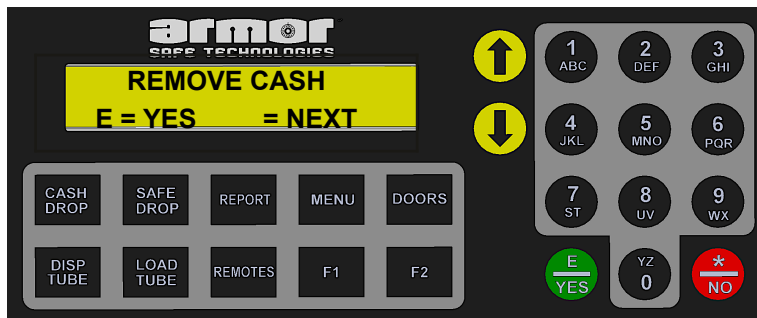 armor
SAFE TECHNOLOGIES
REMOVE CASH
E = YES = NEXT
CASH DROP
SAFE DROP
REPORT
MENU
DOORS
DISP TUBE
LOAD TUBE
REMOTES
F1
F2
1
ABC
2
DEF
3
GHI
4
JKL
5
MNO
6
PQR
7
ST
8
UV
9
WX
E
YES
YZ
0
*
NO